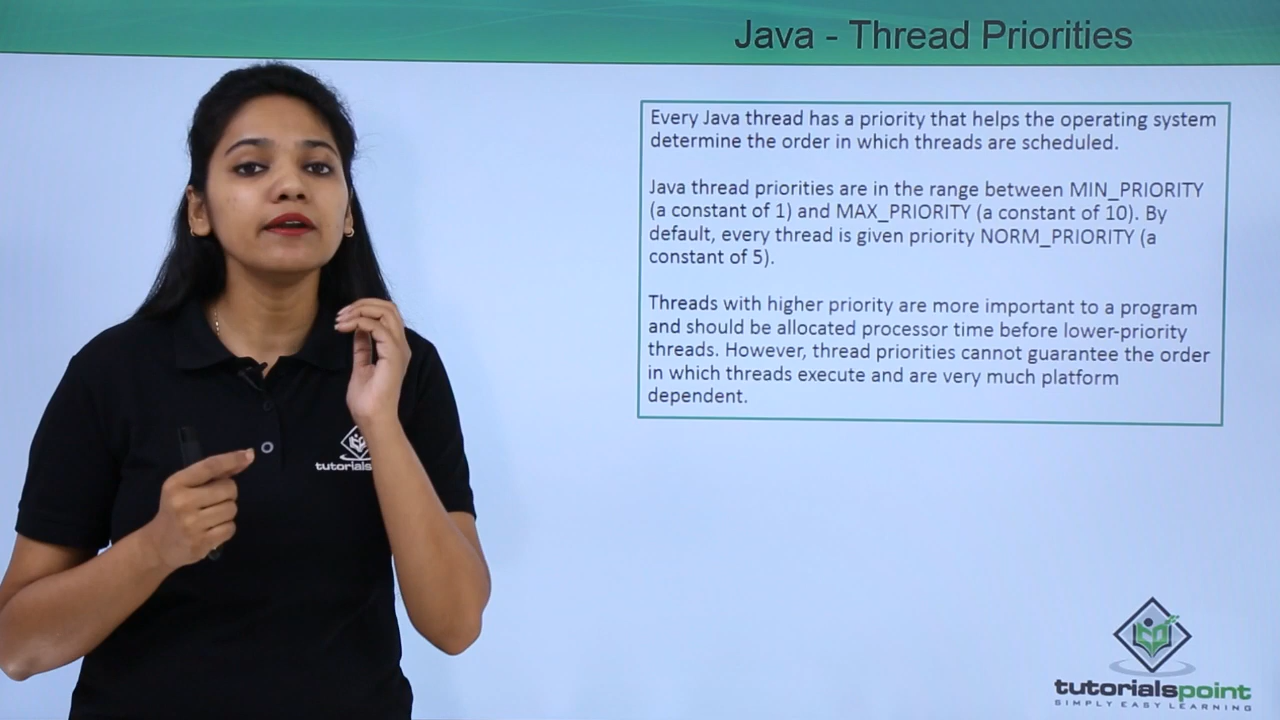 Java - Thread Priorities
Every Java thread has a priority that helps the operating system
determine the order in which threads are scheduled.
Java thread priorities are in the range between MIN_PRIORITY
(a constant of 1) and MAX_PRIORITY (a constant of 10). By
default, every thread is given priority NORM_PRIORITY (a
constant of 5).
Threads with higher priority are more important to a program
and should be allocated processor time before lower-priority
threads. However, thread priorities cannot guarantee the order
in which threads execute and are very much platform
dependent.
tutorials
tutorialspoint
SIMPLY EASY LEARNING